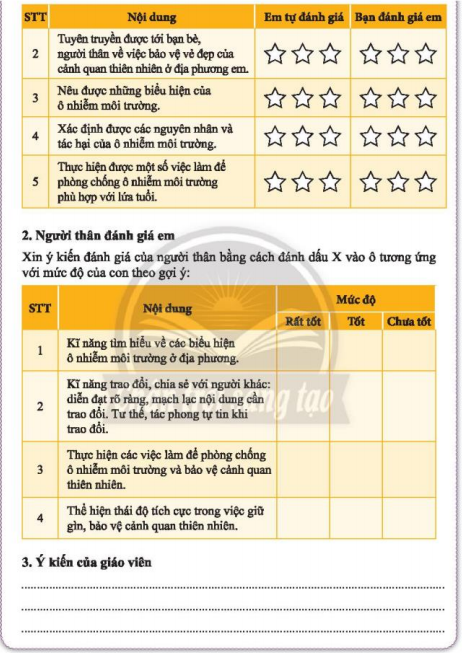 STT Nội dung Em tự đánh giá Bạn đánh giá em
2 Tuyên truyền được tới bạn bè,
người thân về việc bảo vệ vẻ đẹp của
cảnh quan thiên nhiên ở địa phương em.
3 Nêu được những biểu hiện của
ô nhiễm môi trường.
4 Xác định được các nguyên nhân và
tác hại của ô nhiễm môi trường.
5 Thực hiện được một số việc làm để
phòng chống ô nhiễm môi trường
phù hợp với lứa tuổi.
2. Người thân đánh giá em
Xin ý kiến đánh giá của người thân bằng cách đánh dấu X vào ô tương ứng
với mức độ của con theo gợi ý:
STT Nội dung Mức độ
Rất tốt Tốt Chưa tốt
1 Kĩ năng tìm hiểu về các biểu hiện
ô nhiễm môi trường ở địa phương.
2 Kĩ năng trao đổi, chia sẻ với người khác:
diễn đạt rõ ràng, mạch lạc nội dung cần
trao đổi. Tư thế, tác phong tự tin khi
trao đổi.
3 Thực hiện các việc làm để phòng chống
ô nhiễm môi trường và bảo vệ cảnh quan
thiên nhiên.
4 Thể hiện thái độ tích cực trong việc giữ
gìn, bảo vệ cảnh quan thiên nhiên.
3. Ý kiến của giáo viên